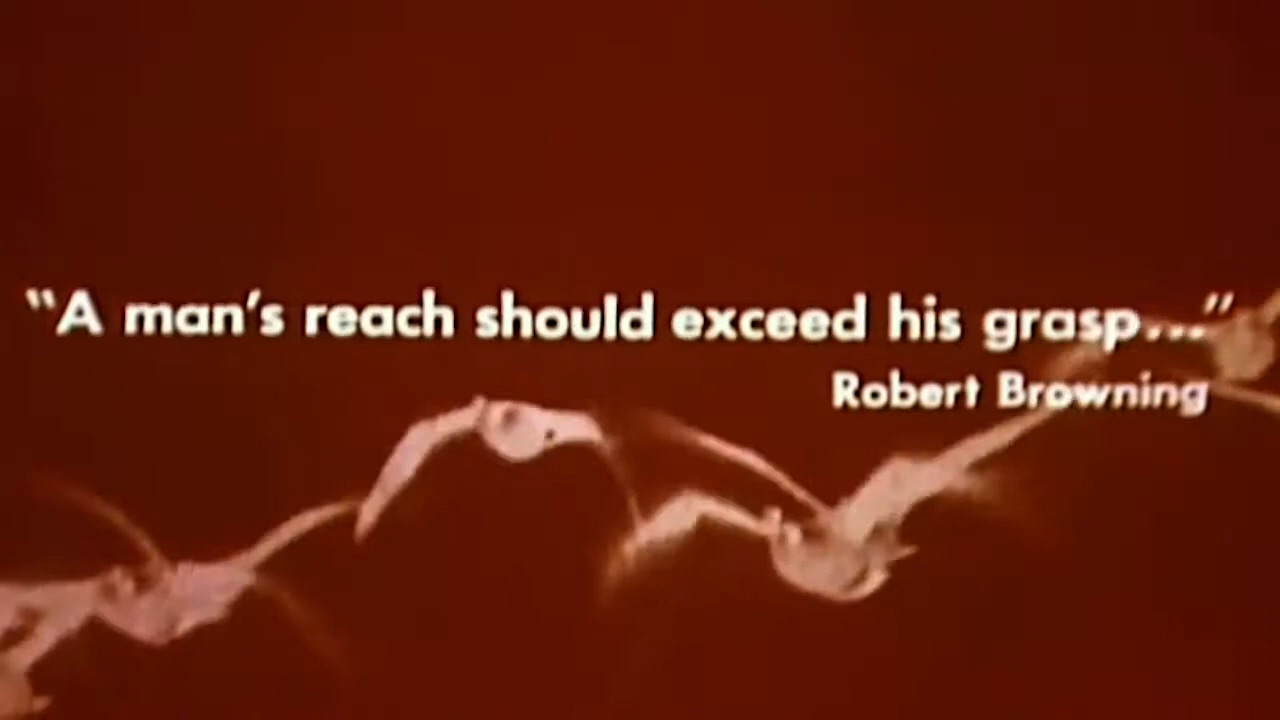 “A man’s reach should exceed his grasp...”
Robert Browning